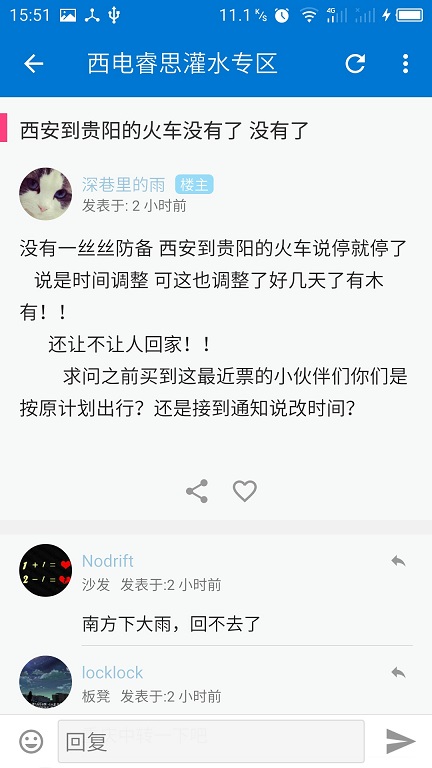 15:51
11.1 K/s
4G
西电睿思灌水专区
西安到贵阳的火车没有了 没有了
深巷里的雨 楼主
发表于: 2 小时前
没有一丝丝防备 西安到贵阳的火车说停就停了
说是时间调整 可这也调整了好几天了有木
有！！
还让不让人回家！！
求问之前买到这最近票的小伙伴们你们是
按原计划出行？还是接到通知说改时间？
1 + 1 =
2 - 1 =
Nodrift
沙发 发表于:2 小时前
南方下大雨，回不去了
locklock
板凳 发表于:2 小时前
回复